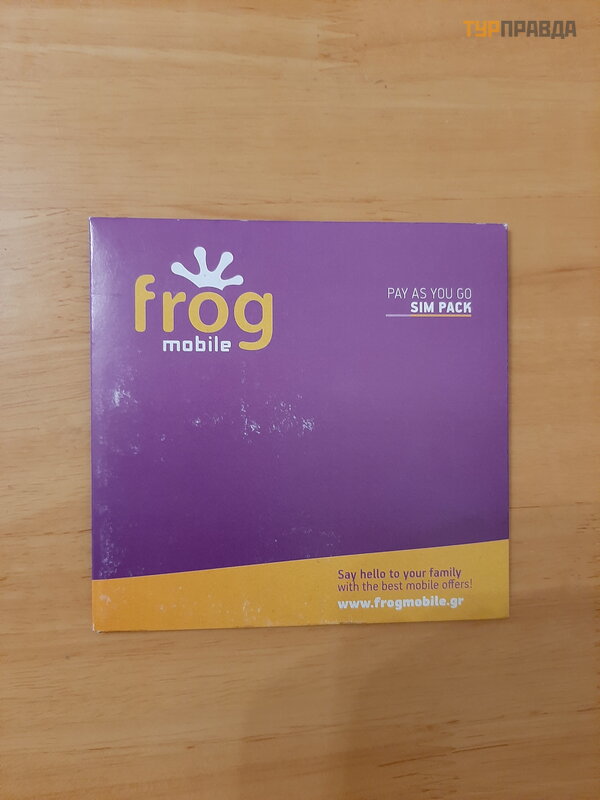 ТУРПРАВДА
frog
mobile
PAY AS YOU GO
SIM PACK
Say hello to your family
with the best mobile offers!
www.frogmobile.gr